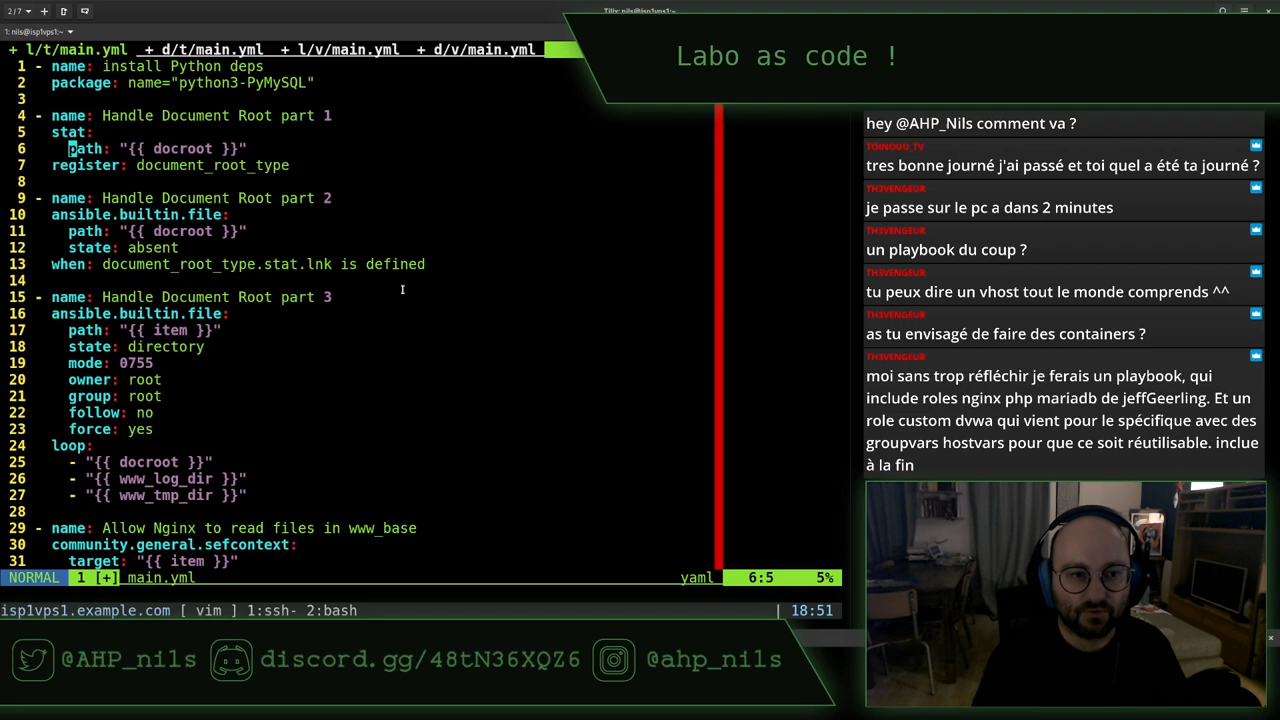 2/7
Tilix: nils@isp1vps1:~
1: nils@isp1vps1:~
+ l/t/main.yml  + d/t/main.yml  + l/v/main.yml  + d/v/main.yml
Labo as code !
1 - name: install Python deps
2 package: name="python3-PyMySQL"
3
4 - name: Handle Document Root part 1
5 stat:
6 path: "{{ docroot }}"
7 register: document_root_type
8
9 - name: Handle Document Root part 2
10 ansible.builtin.file:
11 path: "{{ docroot }}"
12 state: absent
13 when: document_root_type.stat.lnk is defined
14
15 - name: Handle Document Root part 3
16 ansible.builtin.file:
17 path: "{{ item }}"
18 state: directory
19 mode: 0755
20 owner: root
21 group: root
22 follow: no
23 force: yes
24 loop:
25 - "{{ docroot }}"
26 - "{{ www_log_dir }}"
27 - "{{ www_tmp_dir }}"
28
29 - name: Allow Nginx to read files in www_base
30 community.general.sefcontext:
31 target: "{{ item }}"
NORMAL 1 [+] main.yml yaml 6:5 5%
isp1vps1.example.com [ vim ] 1:ssh- 2:bash | 18:51
hey @AHP_Nils comment va ?
TOINOUU_TV
tres bonne journé j'ai passé et toi quel a été ta journé ?
TH3VENGEUR
je passe sur le pc a dans 2 minutes
TH3VENGEUR
un playbook du coup ?
TH3VENGEUR
tu peux dire un vhost tout le monde comprends ^^
TH3VENGEUR
as tu envisagé de faire des containers ?
TH3VENGEUR
moi sans trop réfléchir je ferais un playbook, qui
include roles nginx php mariadb de jeffGeerling. Et un
role custom dvwa qui vient pour le spécifique avec des
groupvars hostvars pour que ce soit réutilisable. inclue
à la fin
@AHP_nils discord.gg/48tN36XQZ6 @ahp_nils